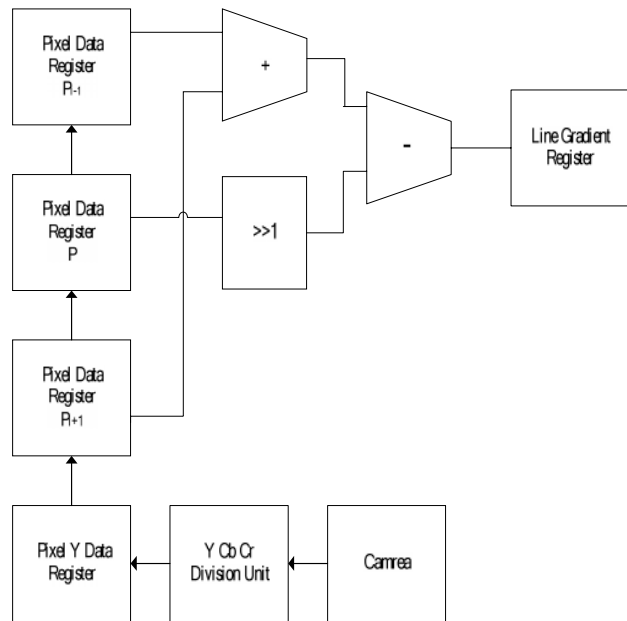 Pixel Data
Register
Pi-1
+
-
Line Gradient
Register
Pixel Data
Register
P
>>1
Pixel Data
Register
Pi+1
Pixel Y Data
Register
Y Cb Cr
Division Unit
Camrea